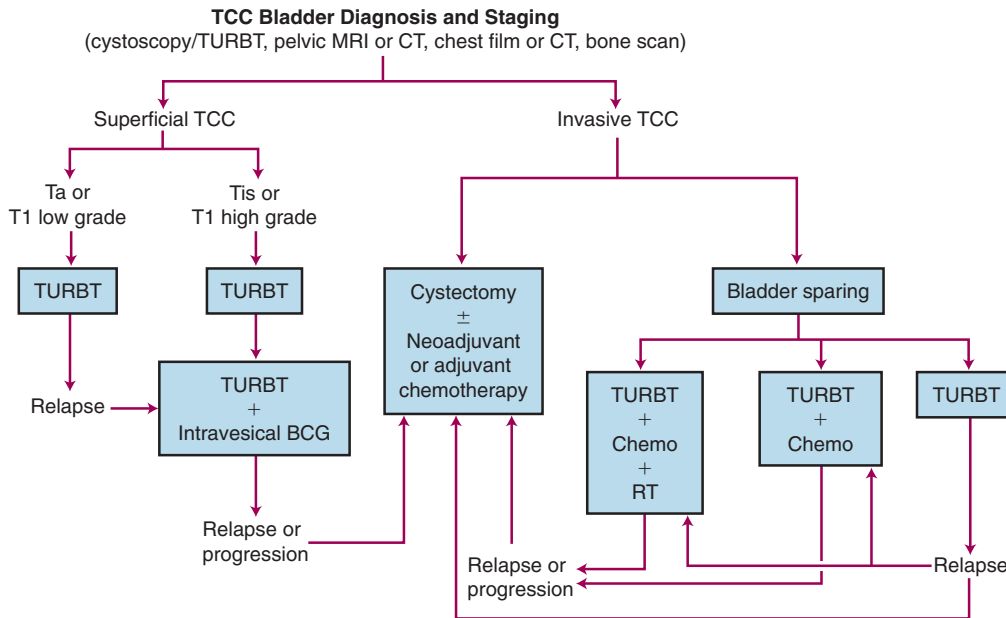 TCC Bladder Diagnosis and Staging
(cystoscopy/TURBT, pelvic MRI or CT, chest film or CT, bone scan)
Superficial TCC
Invasive TCC
Ta or
T1 low grade
Tis or
T1 high grade
TURBT
TURBT
Cystectomy
±
Neoadjuvant
or adjuvant
chemotherapy
Bladder sparing
Relapse
TURBT
+
Intravesical BCG
TURBT
+
Chemo
+
RT
TURBT
+
Chemo
TURBT
Relapse or
progression
Relapse or
progression
Relapse